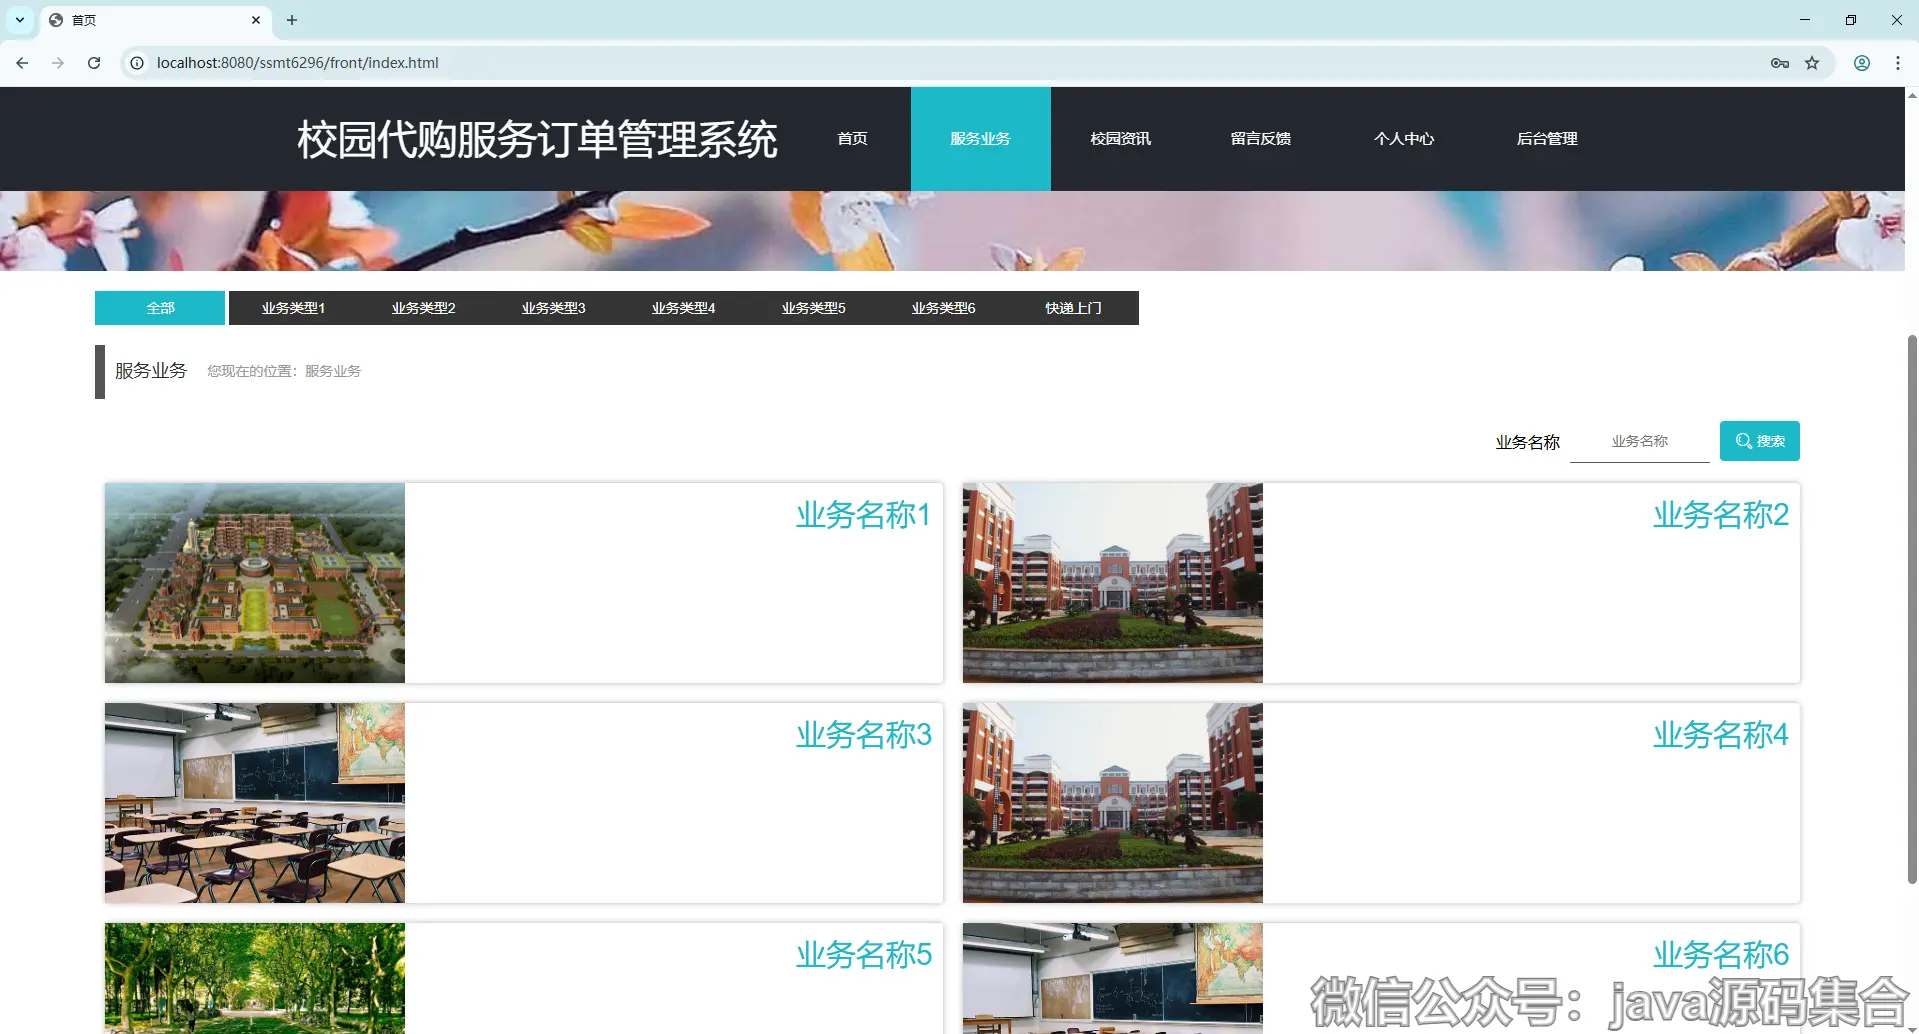 首页
localhost:8080/ssmt6296/front/index.html
校园代购服务订单管理系统 首页 服务业务 校园资讯 留言反馈 个人中心 后台管理
全部 业务类型1 业务类型2 业务类型3 业务类型4 业务类型5 业务类型6 快递上门
服务业务 您现在的位置：服务业务
业务名称 业务名称 搜索
业务名称1 业务名称2
业务名称3 业务名称4
业务名称5 业务名称6
微信公众号：java源码集合